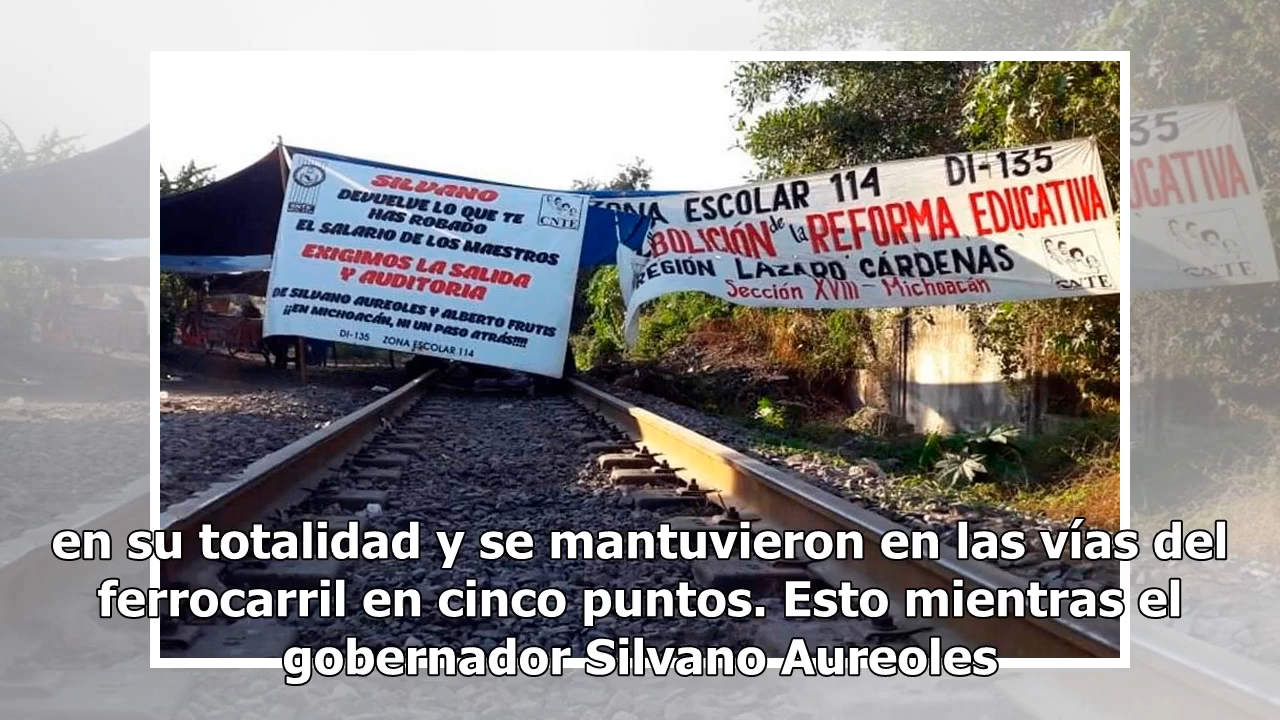 SILVANO
DEVUELVE LO QUE TE
HAS ROBADO
EL SALARIO DE LOS MAESTROS
EXIGIMOS LA SALIDA
Y AUDITORIA
DE SILVANO AUREOLES Y ALBERTO FRUTIS
¡¡EN MICHOACÁN, NI UN PASO ATRÁS!!!!
DI-135 ZONA ESCOLAR 114
CNTE
ZONA ESCOLAR 114 DI-135
ABOLICIÓN de la REFORMA EDUCATIVA
REGIÓN LAZARO CÁRDENAS
Sección XVIII - Michoacán
CNTE
35
UCATIVA
CNTE
en su totalidad y se mantuvieron en las vías del
ferrocarril en cinco puntos. Esto mientras el
gobernador Silvano Aureoles